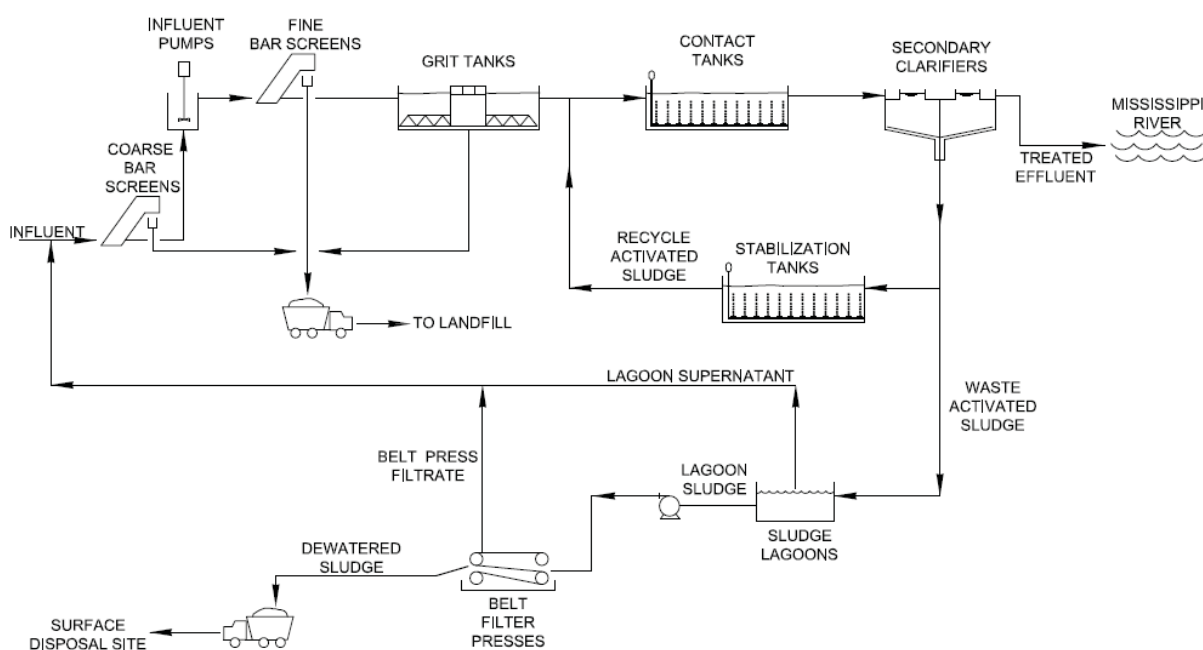 INFLUENT
PUMPS
FINE
BAR SCREENS
GRIT TANKS
CONTACT
TANKS
SECONDARY
CLARIFIERS
MISSISSIPPI
RIVER
TREATED
EFFLUENT
COARSE
BAR
SCREENS
INFLUENT
RECYCLE
ACTIVATED
SLUDGE
STABILIZATION
TANKS
TO LANDFILL
LAGOON SUPERNATANT
WASTE
ACTIVATED
SLUDGE
BELT PRESS
FILTRATE
LAGOON
SLUDGE
SLUDGE
LAGOONS
DEWATERED
SLUDGE
BELT
FILTER
PRESSES
SURFACE
DISPOSAL SITE